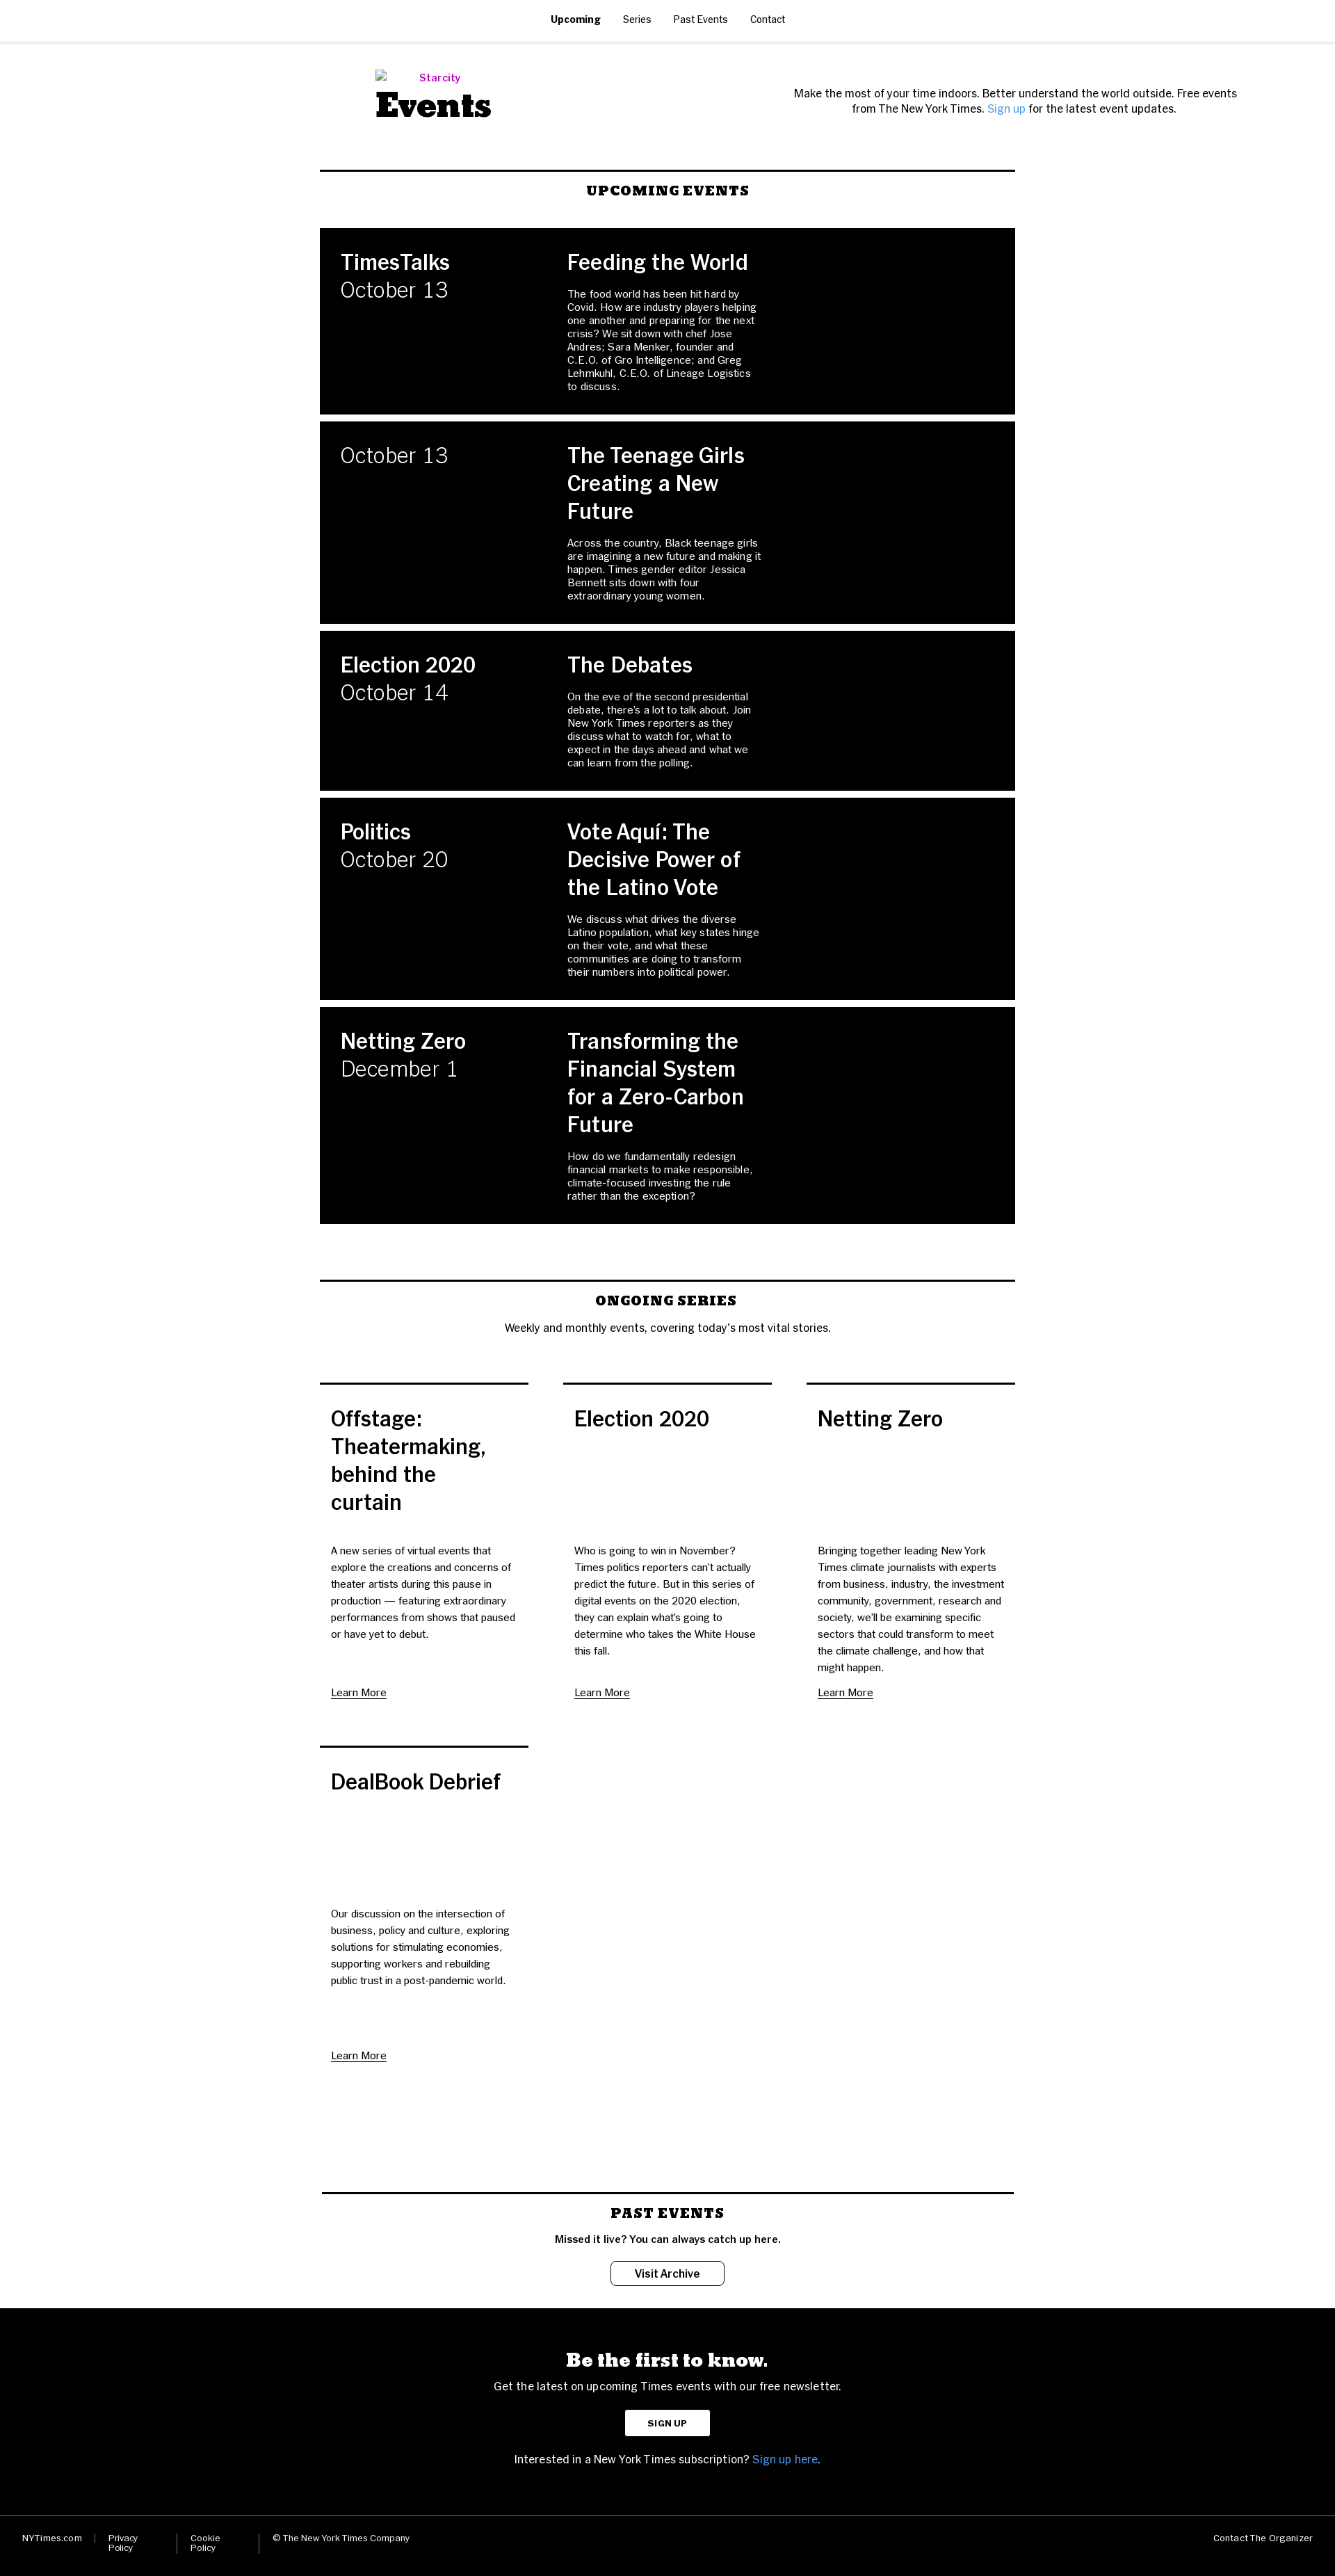 Upcoming Series Past Events Contact
Starcity
Events
Make the most of your time indoors. Better understand the world outside. Free events
from The New York Times. Sign up for the latest event updates.
UPCOMING EVENTS
TimesTalks
October 13
Feeding the World
The food world has been hit hard by
Covid. How are industry players helping
one another and preparing for the next
crisis? We sit down with chef Jose
Andres; Sara Menker, founder and
C.E.O. of Gro Intelligence; and Greg
Lehmkuhl, C.E.O. of Lineage Logistics
to discuss.
October 13
The Teenage Girls
Creating a New
Future
Across the country, Black teenage girls
are imagining a new future and making it
happen. Times gender editor Jessica
Bennett sits down with four
extraordinary young women.
Election 2020
October 14
The Debates
On the eve of the second presidential
debate, there's a lot to talk about. Join
New York Times reporters as they
discuss what to watch for, what to
expect in the days ahead and what we
can learn from the polling.
Politics
October 20
Vote Aquí: The
Decisive Power of
the Latino Vote
We discuss what drives the diverse
Latino population, what key states hinge
on their vote, and what these
communities are doing to transform
their numbers into political power.
Netting Zero
December 1
Transforming the
Financial System
for a Zero-Carbon
Future
How do we fundamentally redesign
financial markets to make responsible,
climate-focused investing the rule
rather than the exception?
ONGOING SERIES
Weekly and monthly events, covering today's most vital stories.
Offstage:
Theatermaking,
behind the
curtain
A new series of virtual events that
explore the creations and concerns of
theater artists during this pause in
production — featuring extraordinary
performances from shows that paused
or have yet to debut.
Learn More
Election 2020
Who is going to win in November?
Times politics reporters can't actually
predict the future. But in this series of
digital events on the 2020 election,
they can explain what's going to
determine who takes the White House
this fall.
Learn More
Netting Zero
Bringing together leading New York
Times climate journalists with experts
from business, industry, the investment
community, government, research and
society, we'll be examining specific
sectors that could transform to meet
the climate challenge, and how that
might happen.
Learn More
DealBook Debrief
Our discussion on the intersection of
business, policy and culture, exploring
solutions for stimulating economies,
supporting workers and rebuilding
public trust in a post-pandemic world.
Learn More
PAST EVENTS
Missed it live? You can always catch up here.
Visit Archive
Be the first to know.
Get the latest on upcoming Times events with our free newsletter.
SIGN UP
Interested in a New York Times subscription? Sign up here.
NYTimes.com
Privacy
Policy
Cookie
Policy
© The New York Times Company
Contact The Organizer